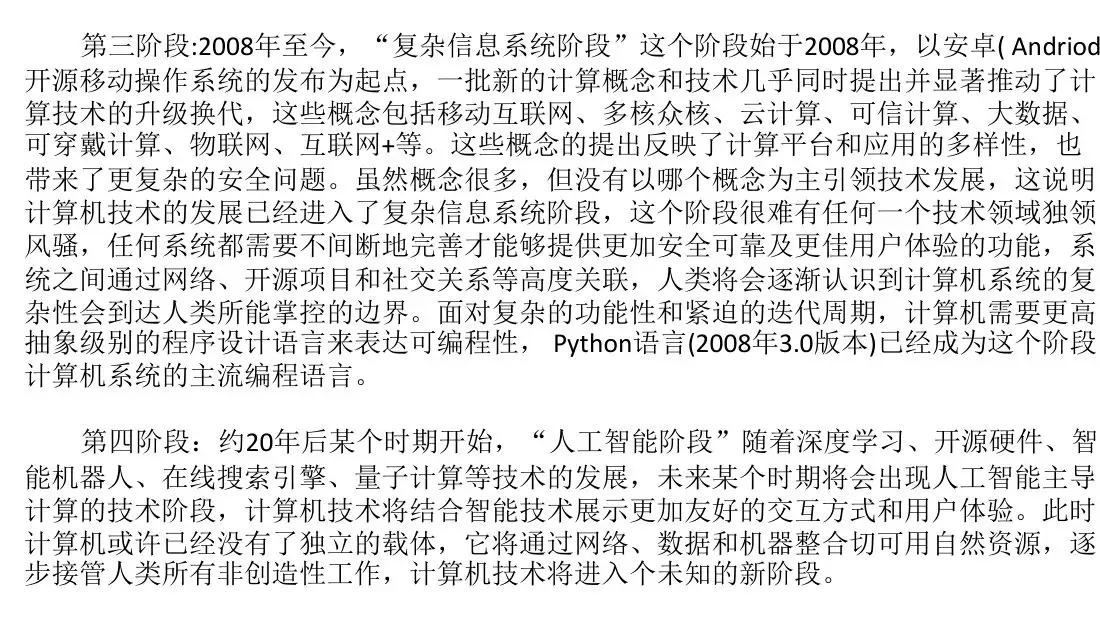 第三阶段:2008年至今，“复杂信息系统阶段”这个阶段始于2008年，以安卓( Andriod
开源移动操作系统的发布为起点，一批新的计算概念和技术几乎同时提出并显著推动了计
算技术的升级换代，这些概念包括移动互联网、多核众核、云计算、可信计算、大数据、
可穿戴计算、物联网、互联网+等。这些概念的提出反映了计算平台和应用的多样性，也
带来了更复杂的安全问题。虽然概念很多，但没有以哪个概念为主引领技术发展，这说明
计算机技术的发展已经进入了复杂信息系统阶段，这个阶段很难有任何一个技术领域独领
风骚，任何系统都需要不间断地完善才能够提供更加安全可靠及更佳用户体验的功能，系
统之间通过网络、开源项目和社交关系等高度关联，人类将会逐渐认识到计算机系统的复
杂性会到达人类所能掌控的边界。面对复杂的功能性和紧迫的迭代周期，计算机需要更高
抽象级别的程序设计语言来表达可编程性， Python语言(2008年3.0版本)已经成为这个阶段
计算机系统的主流编程语言。
第四阶段：约20年后某个时期开始，“人工智能阶段”随着深度学习、开源硬件、智
能机器人、在线搜索引擎、量子计算等技术的发展，未来某个时期将会出现人工智能主导
计算的技术阶段，计算机技术将结合智能技术展示更加友好的交互方式和用户体验。此时
计算机或许已经没有了独立的载体，它将通过网络、数据和机器整合切可用自然资源，逐
步接管人类所有非创造性工作，计算机技术将进入个未知的新阶段。